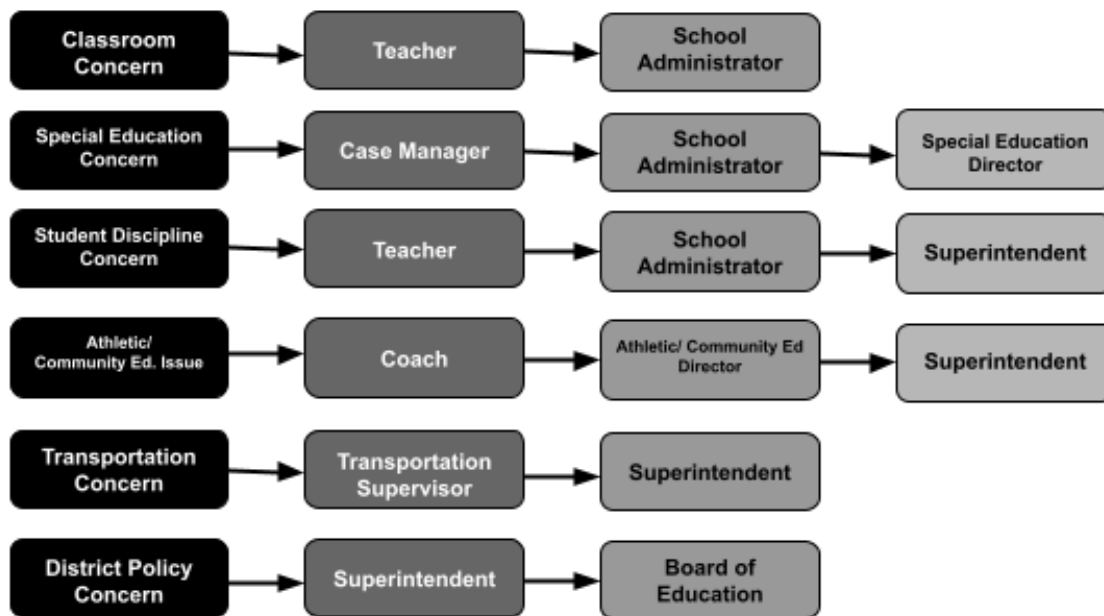 Classroom
Concern
Teacher
School
Administrator
Special Education
Concern
Case Manager
School
Administrator
Special Education
Director
Student Discipline
Concern
Teacher
School
Administrator
Superintendent
Athletic/
Community Ed. Issue
Coach
Athletic/ Community Ed
Director
Superintendent
Transportation
Concern
Transportation
Supervisor
Superintendent
District Policy
Concern
Superintendent
Board of
Education